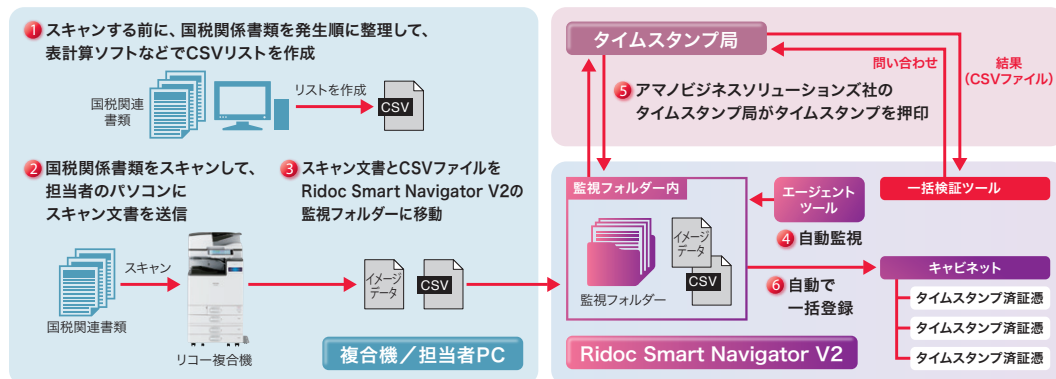 1 スキャンする前に、国税関係書類を発生順に整理して、
表計算ソフトなどでCSVリストを作成
国税関連
書類
リストを作成
CSV
2 国税関係書類をスキャンして、
担当者のパソコンに
スキャン文書を送信
3 スキャン文書とCSVファイルを
Ridoc Smart Navigator V2の
監視フォルダーに移動
スキャン
国税関連書類
リコー複合機
イメージ
データ
CSV
複合機／担当者PC
タイムスタンプ局
問い合わせ
結果
（CSVファイル）
5 アマノビジネスソリューションズ社の
タイムスタンプ局がタイムスタンプを押印
監視フォルダー内
監視フォルダー
イメージ
データ
CSV
エージェント
ツール
4 自動監視
一括検証ツール
6 自動で
一括登録
キャビネット
タイムスタンプ済証憑
タイムスタンプ済証憑
タイムスタンプ済証憑
Ridoc Smart Navigator V2